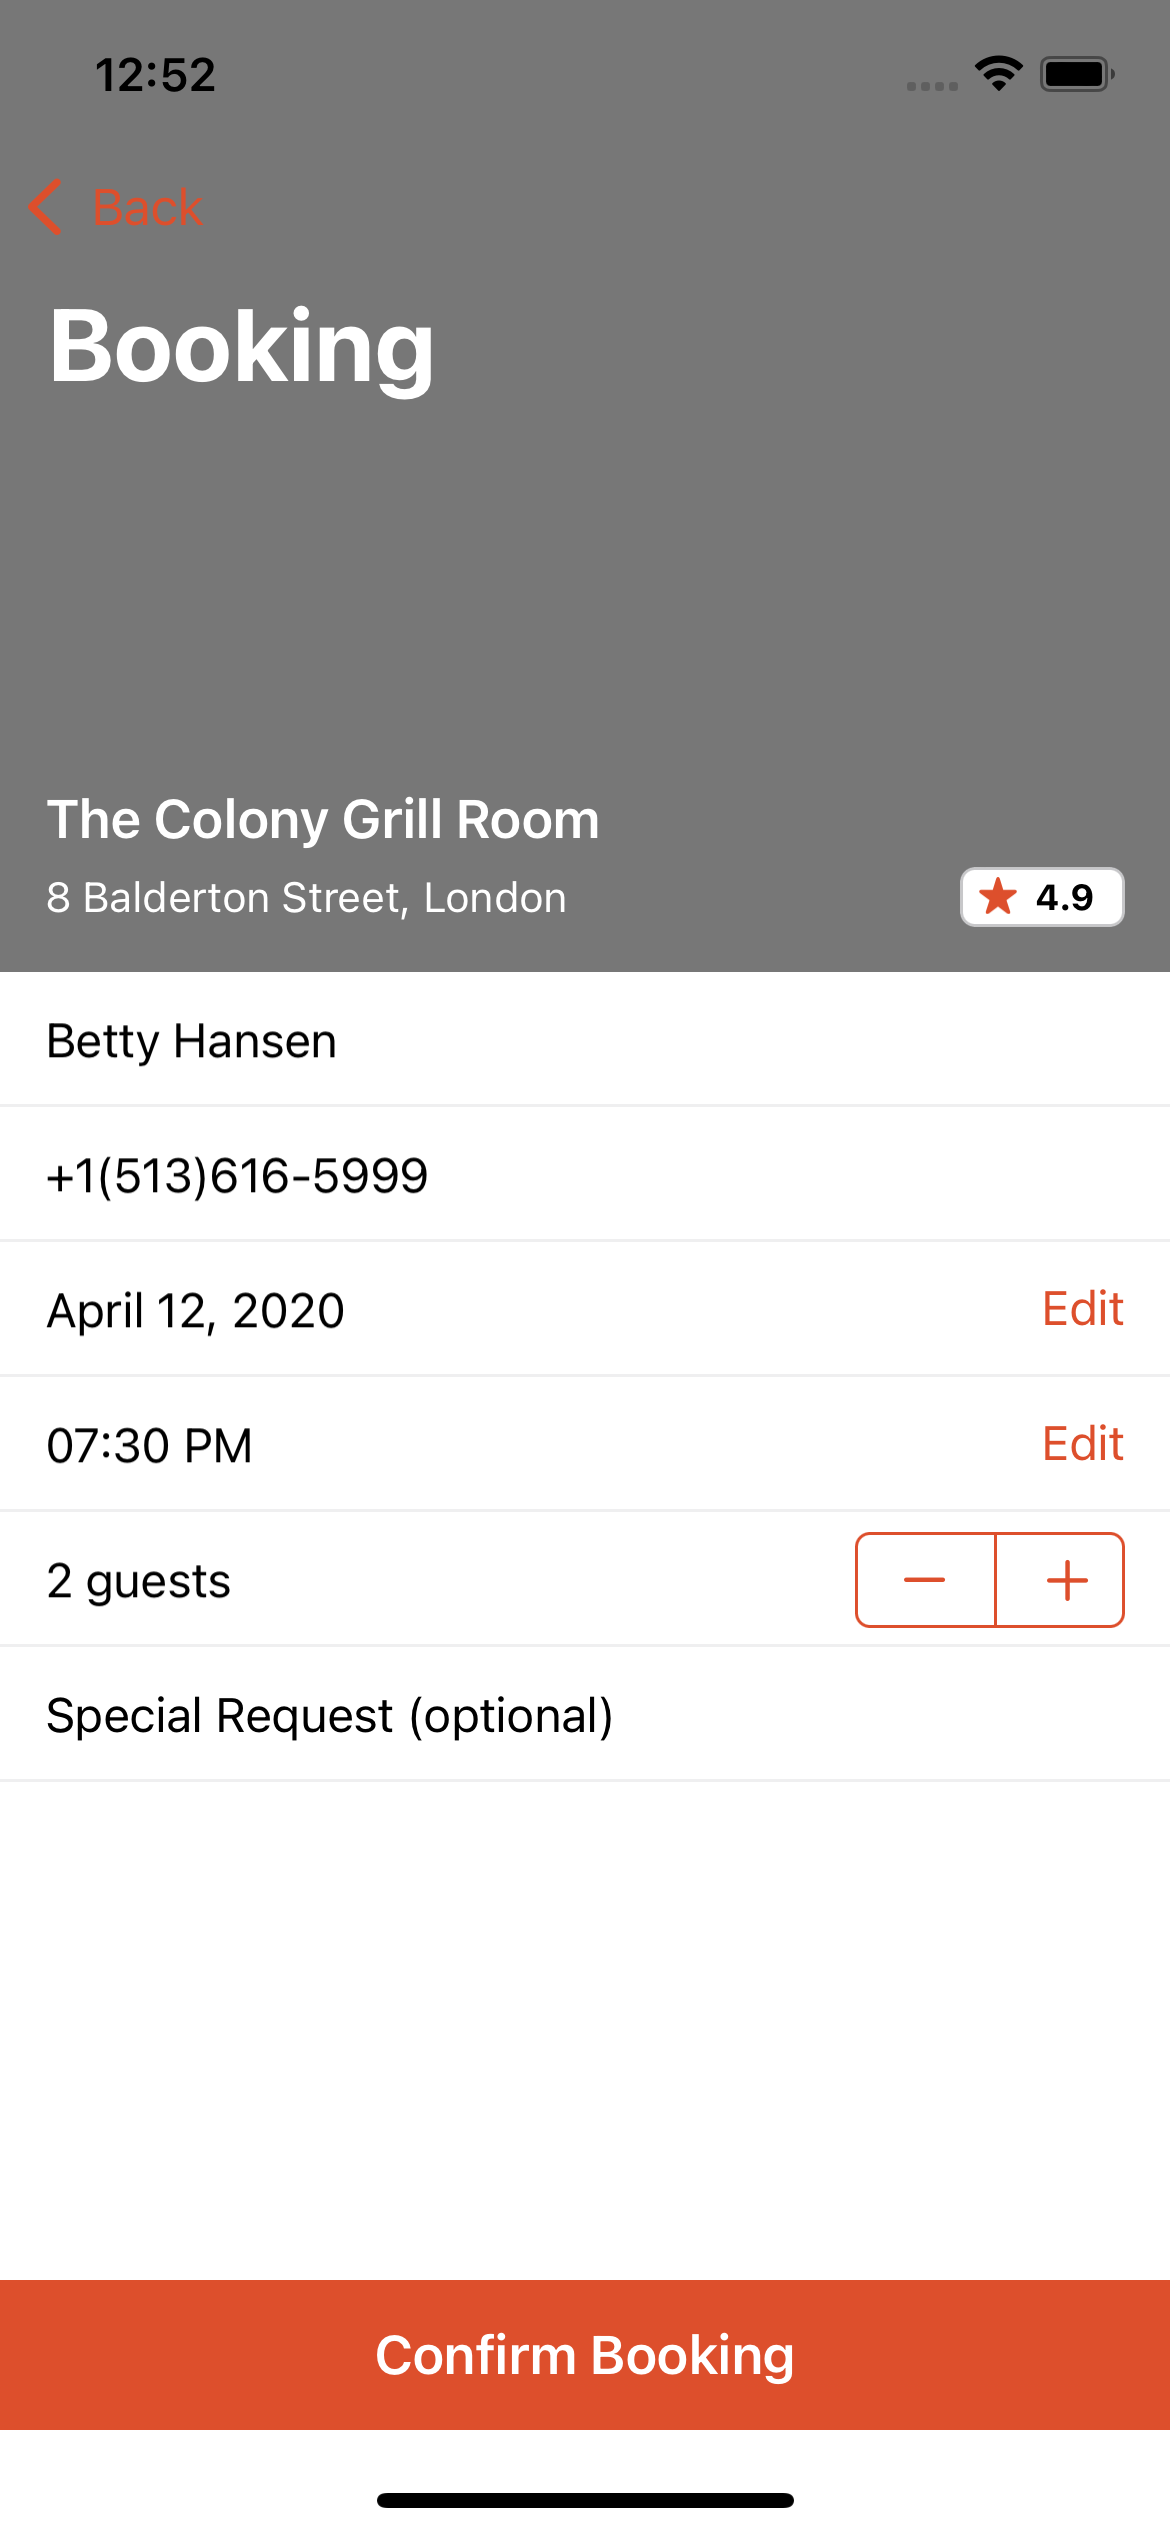 12:52
Back
Booking
The Colony Grill Room
8 Balderton Street, London
4.9
Betty Hansen
+1(513)616-5999
April 12, 2020
Edit
07:30 PM
Edit
2 guests
Special Request (optional)
Confirm Booking